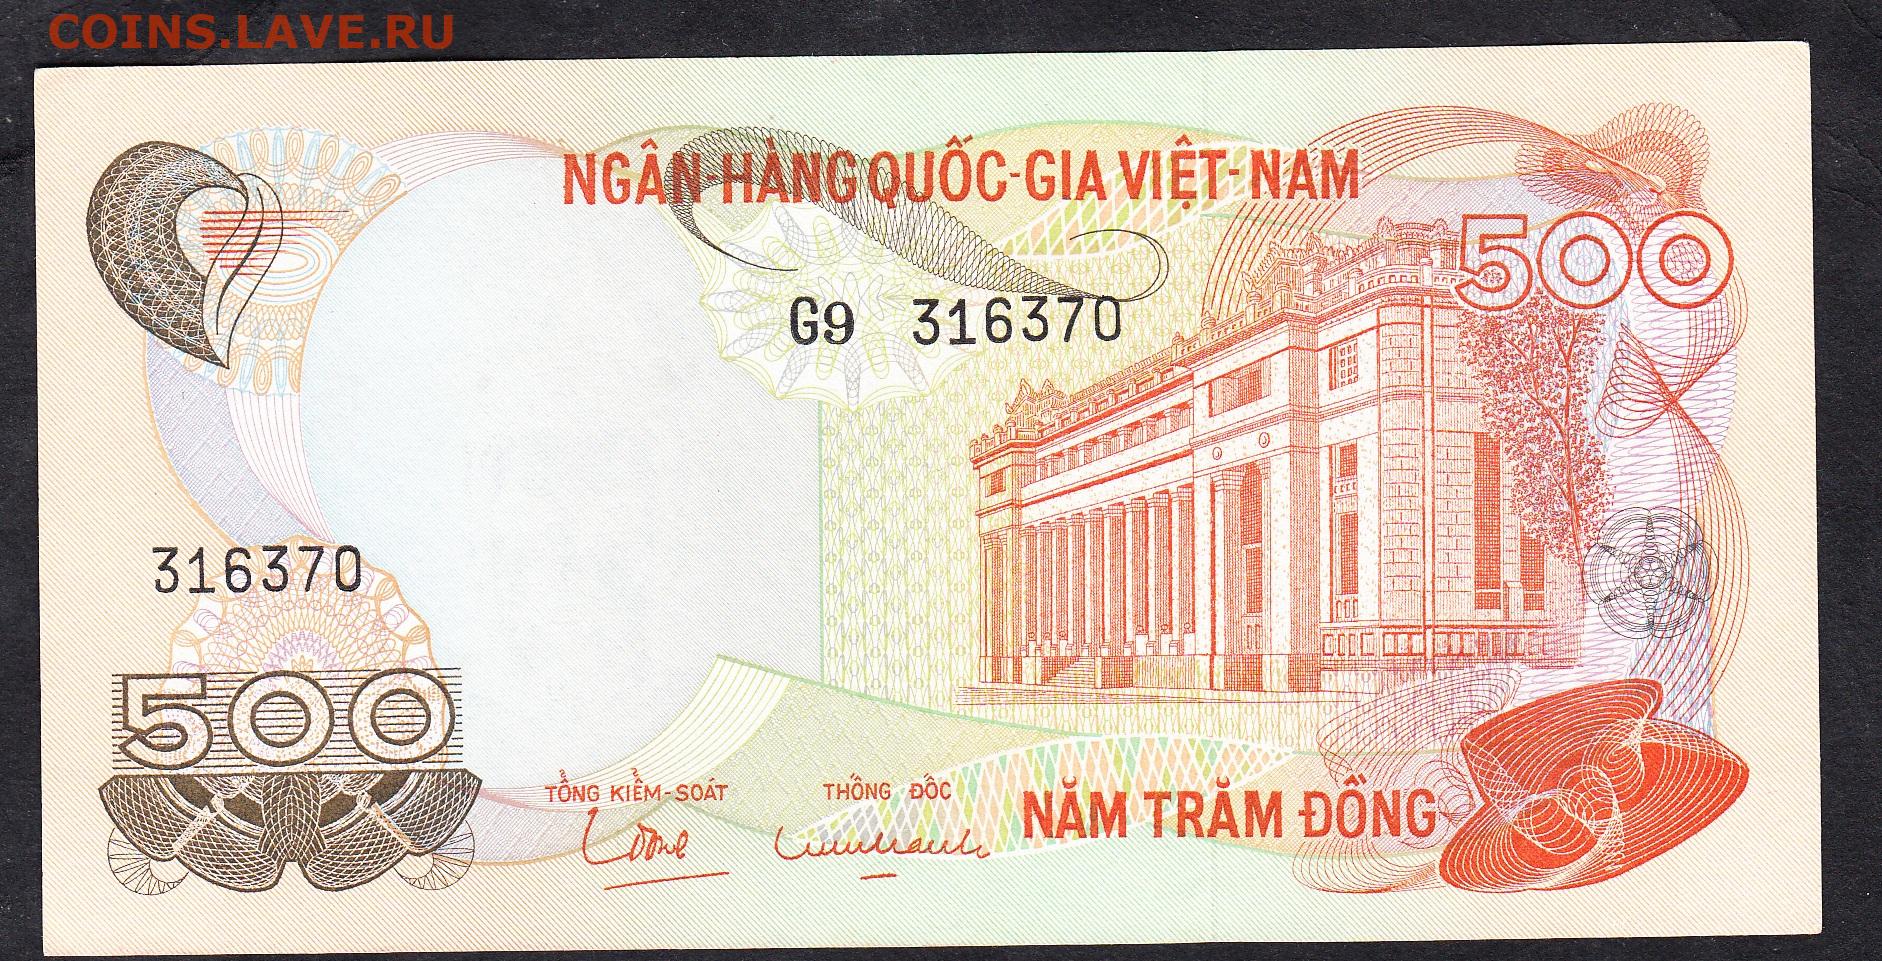 COINS.LAVE.RU
NGÂN-HÀNG QUỐC-GIA VIỆT-NAM
500
G9 316370
316370
500
TỔNG KIỂM-SOÁT THỐNG ĐỐC
NĂM TRĂM ĐỒNG